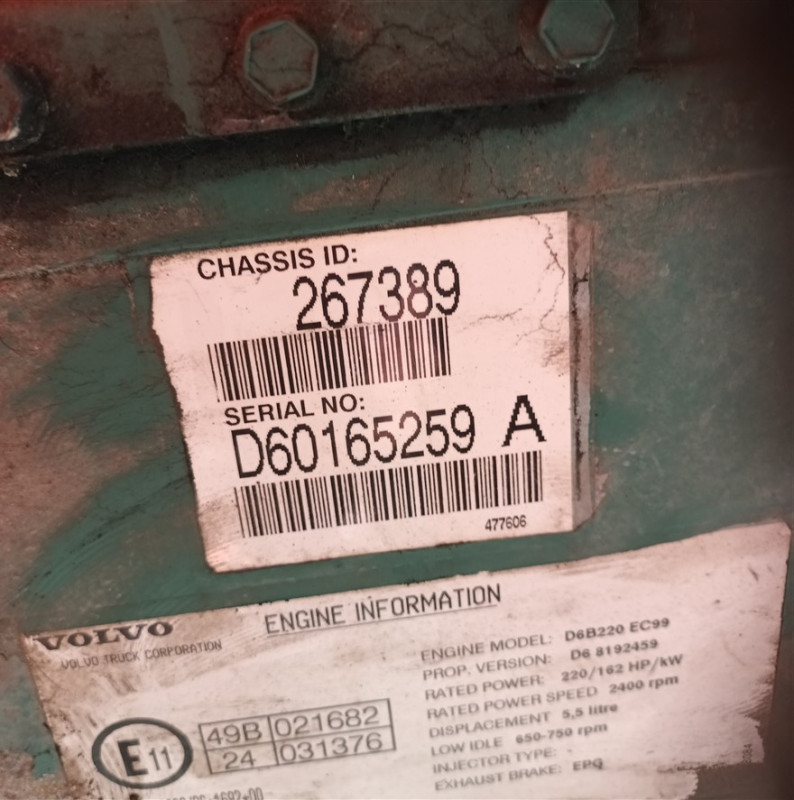 CHASSIS ID:
267389
SERIAL NO:
D60165259 A
477606
VOLVO
VOLVO TRUCK CORPORATION
ENGINE INFORMATION
ENGINE MODEL: D6B220 EC99
PROP. VERSION: D6 8192459
RATED POWER: 220/162 HP/kW
RATED POWER SPEED 2400 rpm
DISPLACEMENT 5,5 litre
LOW IDLE 650-750 rpm
INJECTOR TYPE: -
EXHAUST BRAKE: EPG
E11
49B 021682
24 031376